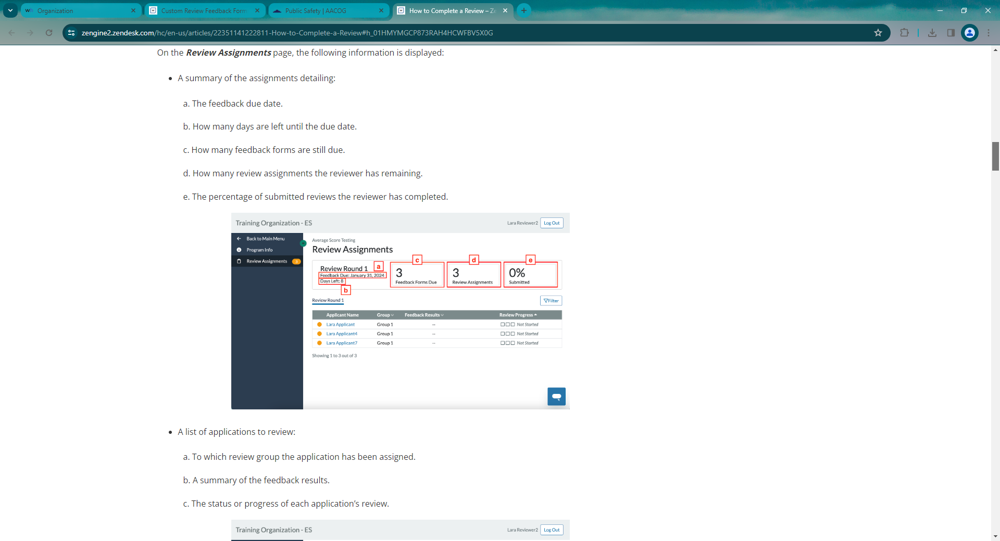 Organization
Custom Review Feedback Form
Public Safety | AACOG
How to Complete a Review – Ze
zengine2.zendesk.com/hc/en-us/articles/22351141222811-How-to-Complete-a-Review#h_01HMYMGCP873RAH4HCWFBV5X0G
On the Review Assignments page, the following information is displayed:
• A summary of the assignments detailing:
a. The feedback due date.
b. How many days are left until the due date.
c. How many feedback forms are still due.
d. How many review assignments the reviewer has remaining.
e. The percentage of submitted reviews the reviewer has completed.
Training Organization - ES
Lara Reviewer2 Log Out
Back to Main Menu
Program Info
Review Assignments 3
Average Score Testing
Review Assignments
Review Round 1 a
Feedback Due: January 31, 2024
Days Left: 8
b
c
3
Feedback Forms Due
d
3
Review Assignments
e
0%
Submitted
Review Round 1
Filter
Applicant Name Group Feedback Results Review Progress
Lara Applicant Group 1 -- Not Started
Lara Applicant4 Group 1 -- Not Started
Lara Applicant7 Group 1 -- Not Started
Showing 1 to 3 out of 3
• A list of applications to review:
a. To which review group the application has been assigned.
b. A summary of the feedback results.
c. The status or progress of each application’s review.
Training Organization - ES
Lara Reviewer2 Log Out